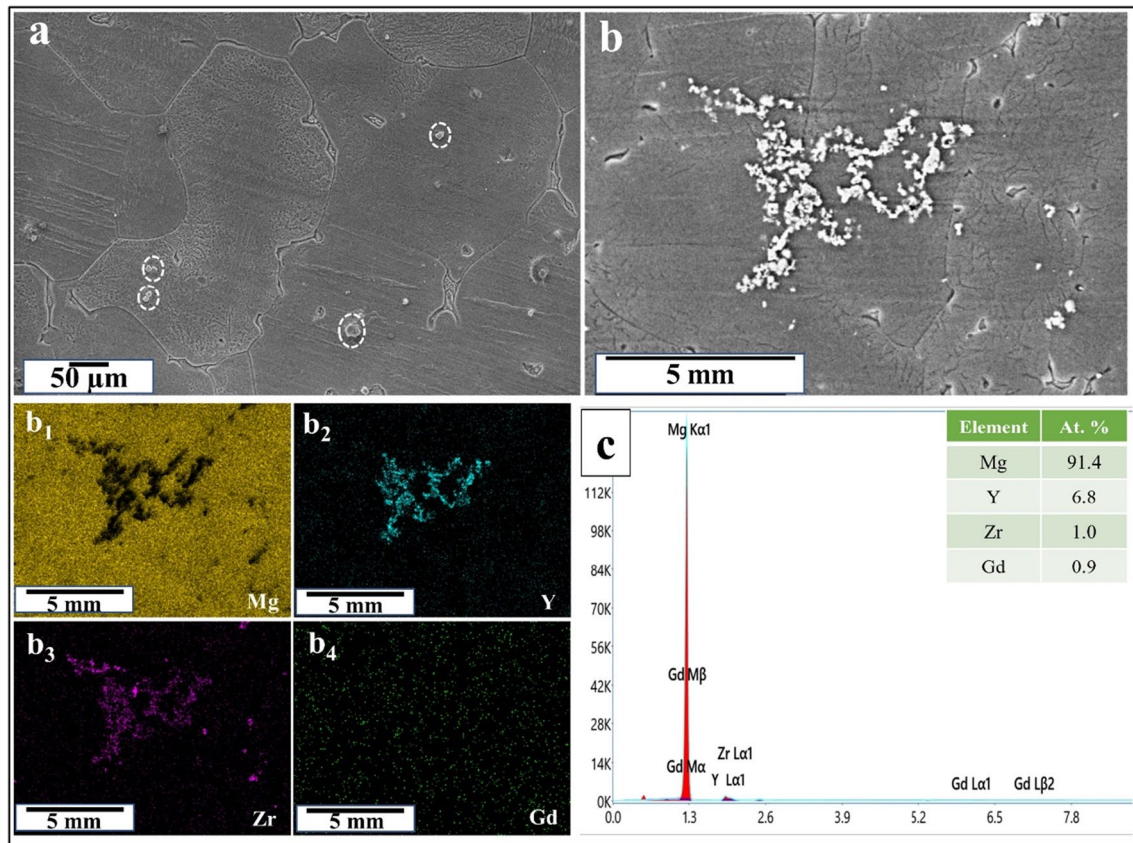 a
50 µm
b
5 mm
b1
5 mm
Mg
b2
5 mm
Y
b3
5 mm
Zr
b4
5 mm
Gd
c
Mg Kα1
112K
98K
84K
70K
56K
42K
28K
14K
0K
Gd Mβ
Gd Mα
Zr Lα1
Y Lα1
Gd Lα1
Gd Lβ2
0.0
1.3
2.6
3.9
5.2
6.5
7.8
Element At. %
Mg 91.4
Y 6.8
Zr 1.0
Gd 0.9